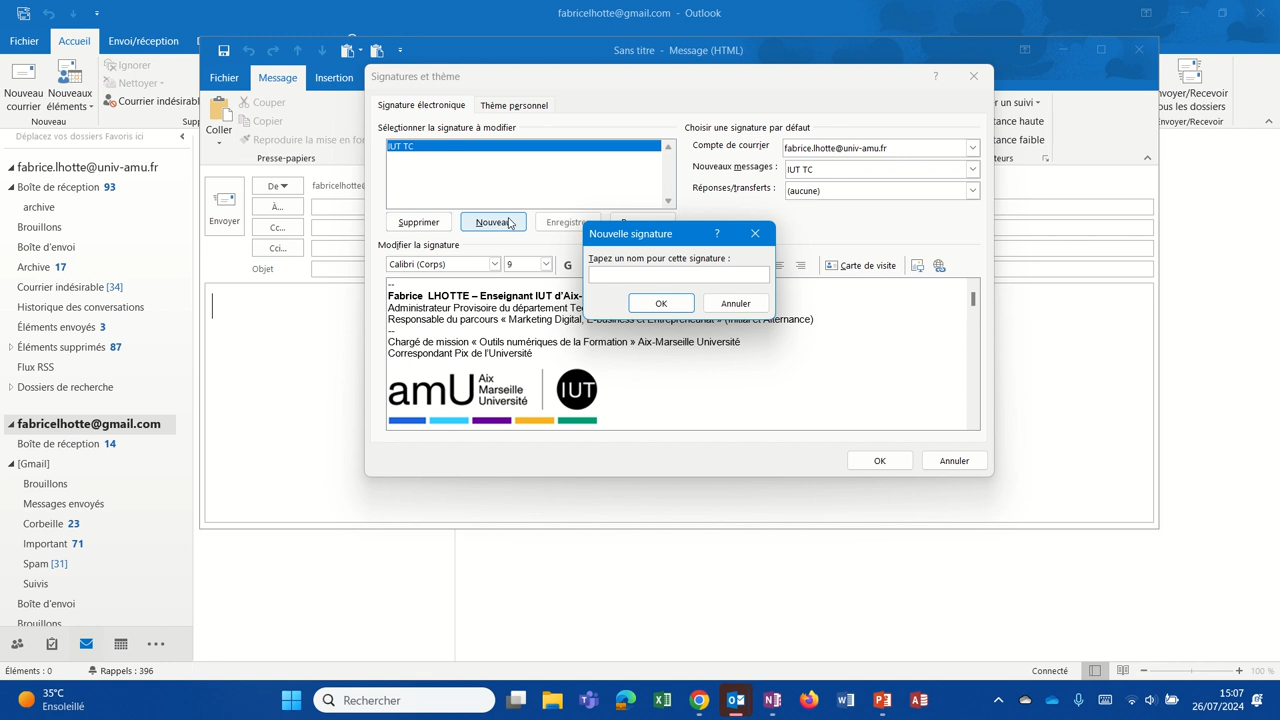 fabricelhotte@gmail.com - Outlook
Fichier
Accueil
Envoi/réception
Nouveau courrier
Nouveaux éléments
Nouveau
Ignorer
Nettoyer
Courrier indésirable
Déplacez vos dossiers Favoris ici
fabrice.lhotte@univ-amu.fr
Boîte de réception 93
archive
Brouillons
Boîte d'envoi
Archive 17
Courrier indésirable [34]
Historique des conversations
Éléments envoyés 3
Éléments supprimés 87
Flux RSS
Dossiers de recherche
fabricelhotte@gmail.com
Boîte de réception 14
[Gmail]
Brouillons
Messages envoyés
Corbeille 23
Important 71
Spam [31]
Suivis
Boîte d'envoi
Brouillons
Éléments : 0
Rappels : 396
Sans titre - Message (HTML)
Fichier
Message
Insertion
Coller
Couper
Copier
Reproduire la mise en
Presse-papiers
Envoyer
De
À...
Cc...
Cci...
Objet
fabricelhotte
Signatures et thème
Signature électronique
Thème personnel
Sélectionner la signature à modifier
IUT TC
Supprimer
Nouveau
Enregistre
Choisir une signature par défaut
Compte de courrier
fabrice.lhotte@univ-amu.fr
Nouveaux messages :
IUT TC
Réponses/transferts :
(aucune)
Modifier la signature
Calibri (Corps)
9
G
Carte de visite
Nouvelle signature
Tapez un nom pour cette signature :
OK
Annuler
--
Fabrice LHOTTE – Enseignant IUT d'Aix-
Administrateur Provisoire du département Te
Responsable du parcours « Marketing Digital, E-business et Entrepreneuriat » (Initial et Alternance)
--
Chargé de mission « Outils numériques de la Formation » Aix-Marseille Université
Correspondant Pix de l'Université
amU Aix Marseille Université
IUT
OK
Annuler
un suivi
tance haute
tance faible
Envoyer/Recevoir
Connecté
100 %
35°C
Ensoleillé
Rechercher
15:07
26/07/2024